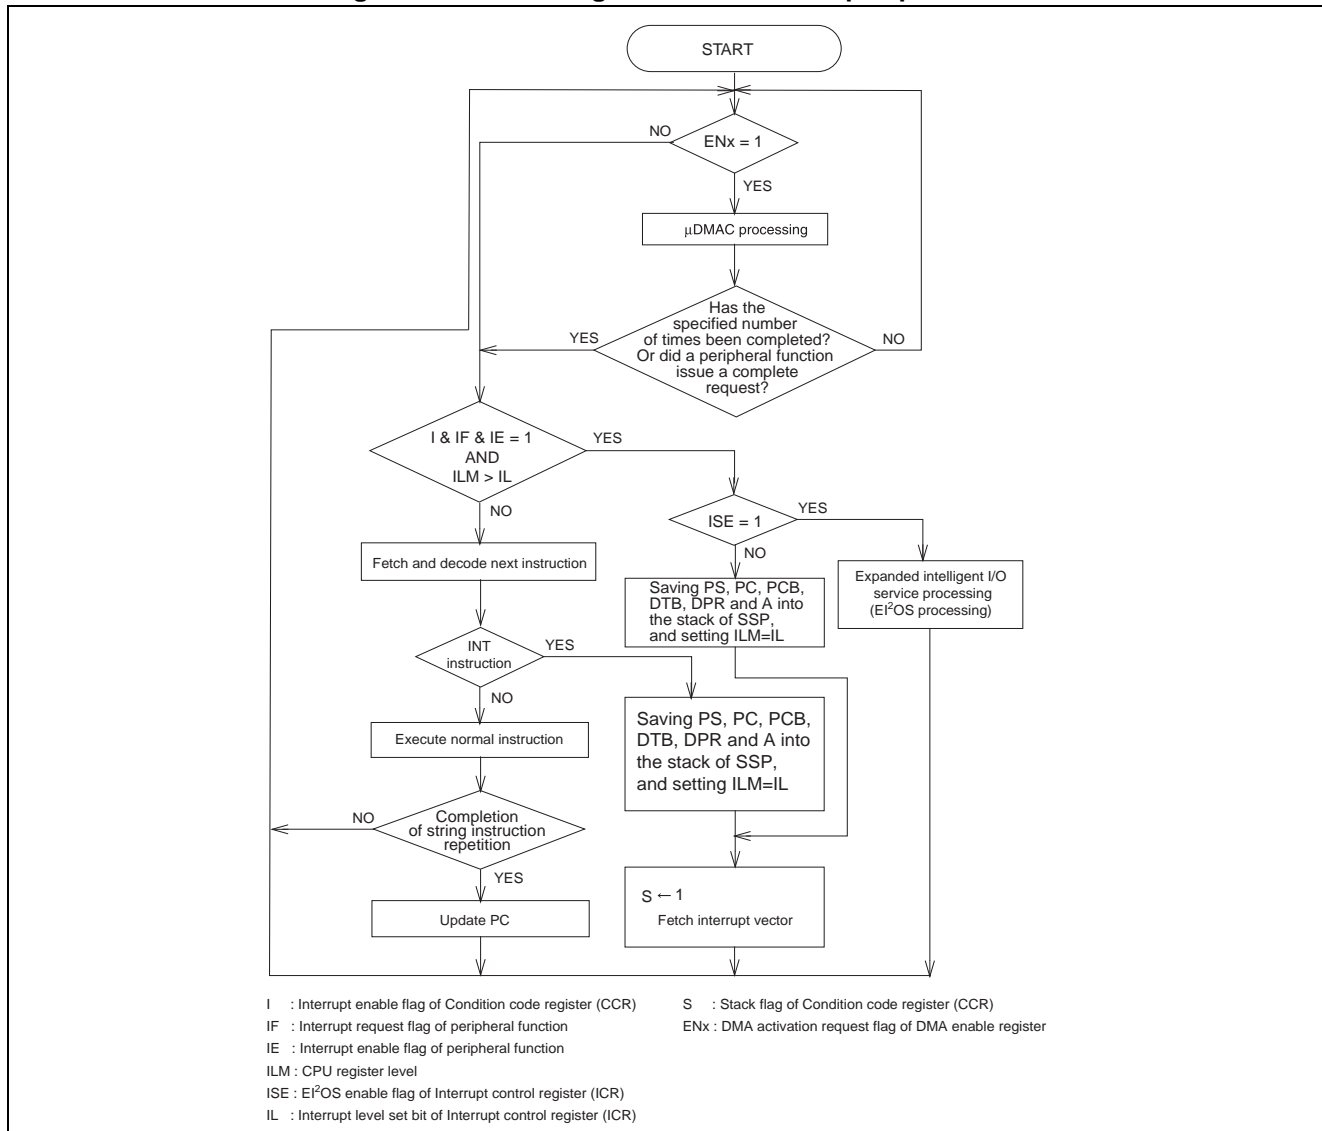 START
NO
ENx = 1
YES
μDMAC processing
Has the
specified number
of times been completed?
Or did a peripheral function
issue a complete
request?
YES
NO
I & IF & IE = 1
AND
ILM > IL
YES
NO
ISE = 1
YES
NO
Fetch and decode next instruction
Saving PS, PC, PCB,
DTB, DPR and A into
the stack of SSP,
and setting ILM=IL
Expanded intelligent I/O
service processing
(EI²OS processing)
INT
instruction
YES
NO
Saving PS, PC, PCB,
DTB, DPR and A into
the stack of SSP,
and setting ILM=IL
Execute normal instruction
Completion
of string instruction
repetition
NO
YES
S ← 1
Fetch interrupt vector
Update PC
I : Interrupt enable flag of Condition code register (CCR)
IF : Interrupt request flag of peripheral function
IE : Interrupt enable flag of peripheral function
ILM : CPU register level
ISE : EI²OS enable flag of Interrupt control register (ICR)
IL : Interrupt level set bit of Interrupt control register (ICR)
S : Stack flag of Condition code register (CCR)
ENx : DMA activation request flag of DMA enable register